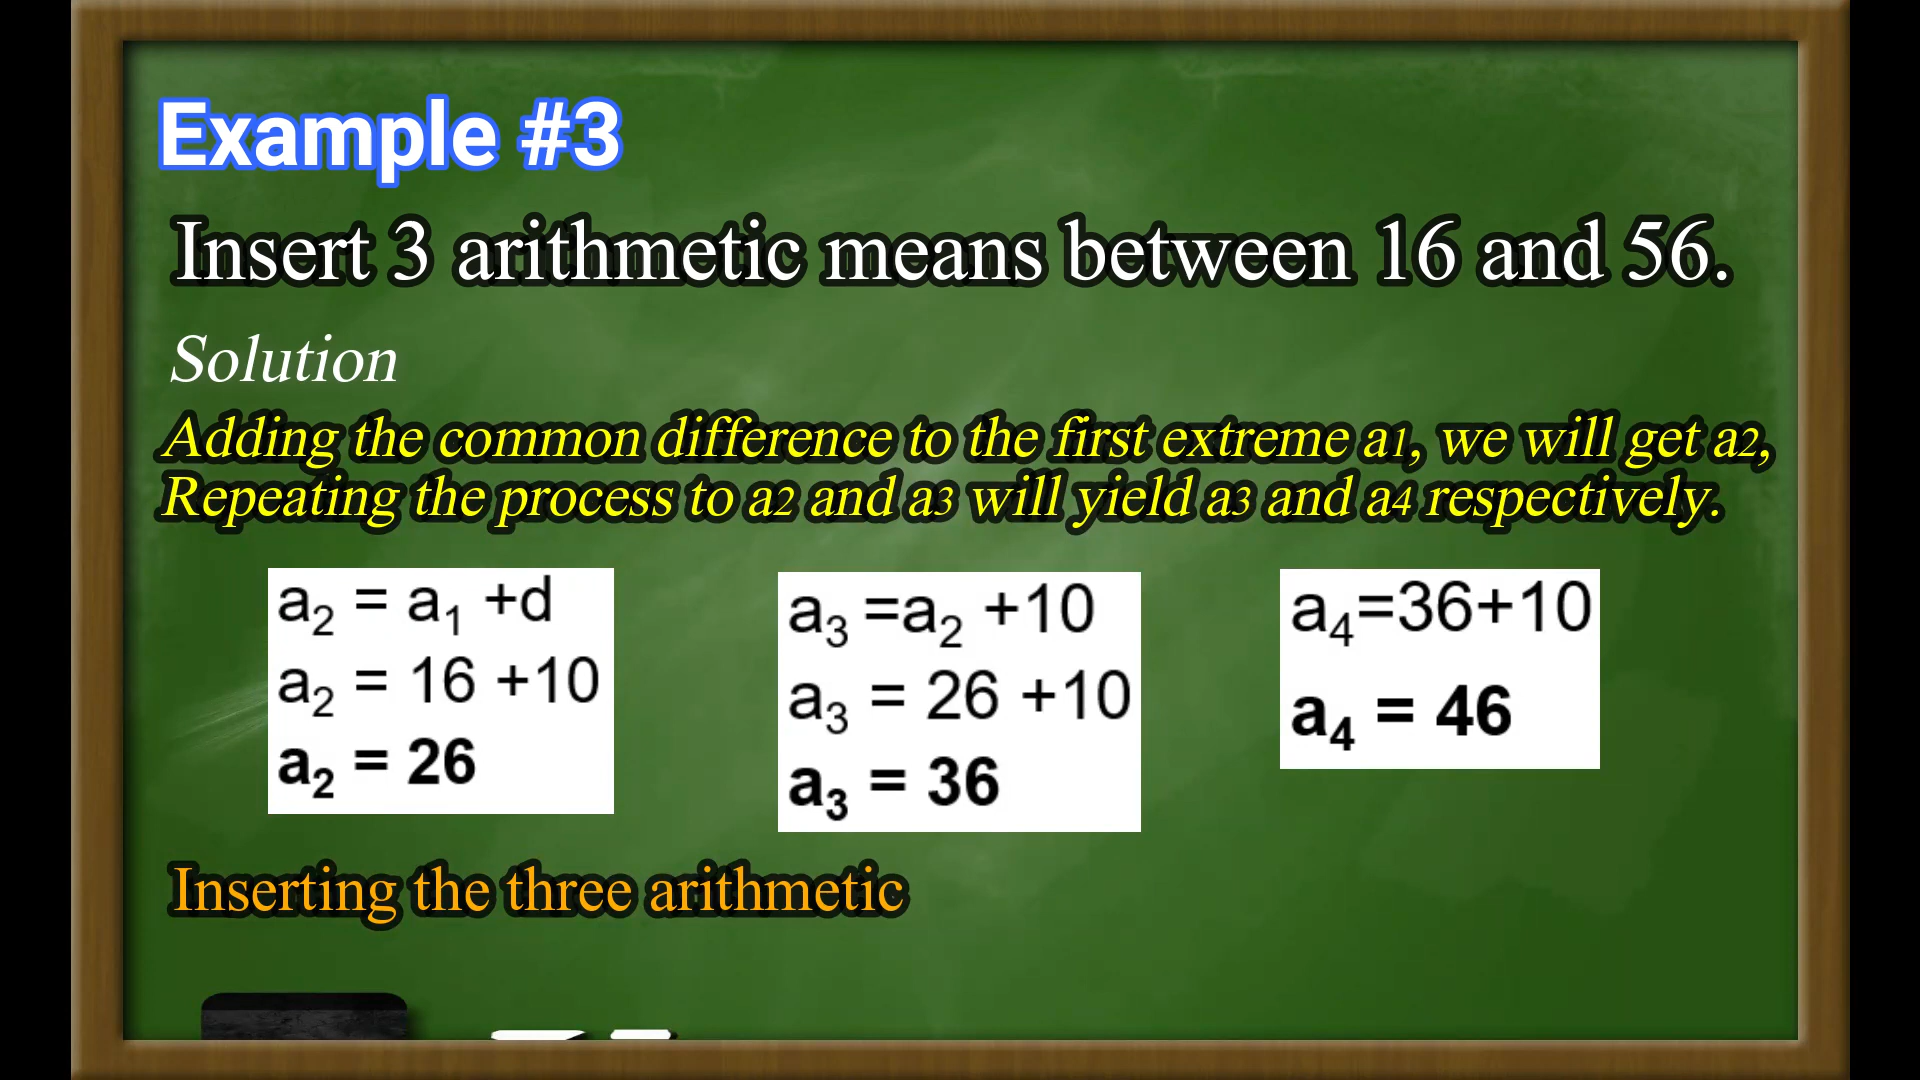 Example #3
Insert 3 arithmetic means between 16 and 56.
Solution
Adding the common difference to the first extreme a1, we will get a2,
Repeating the process to a2 and a3 will yield a3 and a4 respectively.
a₂ = a₁ +d
a₂ = 16 +10
a₂ = 26
a₃ =a₂ +10
a₃ = 26 +10
a₃ = 36
a₄=36+10
a₄ = 46
Inserting the three arithmetic